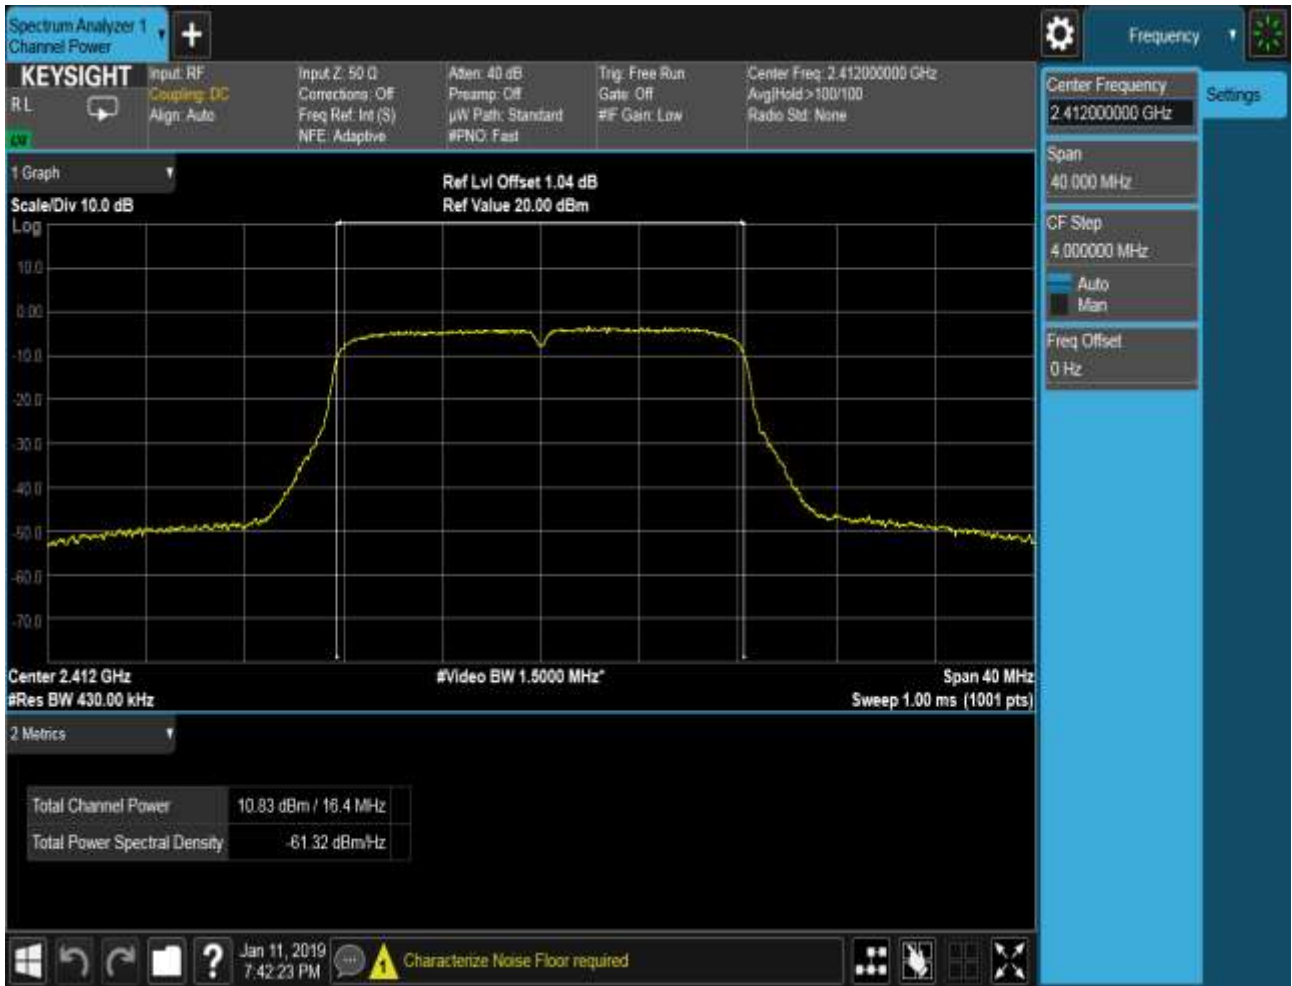 Spectrum Analyzer 1
Channel Power
+
Frequency
KEYSIGHT
RL
LXI
Input: RF
Coupling: DC
Align: Auto
Input Z: 50 Ω
Corrections: Off
Freq Ref: Int (S)
NFE: Adaptive
Atten: 40 dB
Preamp: Off
µW Path: Standard
#PNO: Fast
Trig: Free Run
Gate: Off
#IF Gain: Low
Center Freq: 2.412000000 GHz
Avg|Hold:>100/100
Radio Std: None
Center Frequency
2.412000000 GHz
Settings
Span
40.000 MHz
CF Step
4.000000 MHz
Auto
Man
Freq Offset
0 Hz
1 Graph
Scale/Div 10.0 dB
Ref Lvl Offset 1.04 dB
Ref Value 20.00 dBm
Log
10.0
0.00
-10.0
-20.0
-30.0
-40.0
-50.0
-60.0
-70.0
Center 2.412 GHz
#Video BW 1.5000 MHz*
Span 40 MHz
#Res BW 430.00 kHz
Sweep 1.00 ms (1001 pts)
2 Metrics
Total Channel Power 10.83 dBm / 16.4 MHz
Total Power Spectral Density -61.32 dBm/Hz
?
Jan 11, 2019
7:42:23 PM
1
Characterize Noise Floor required